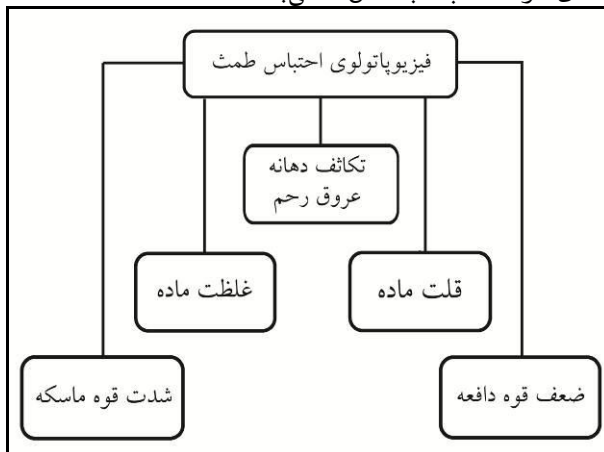 فیزیوپاتولوی احتباس طمث
تکاثف دهانه
عروق رحم
قلت ماده
غلظت ماده
ضعف قوه دافعه
شدت قوه ماسکه